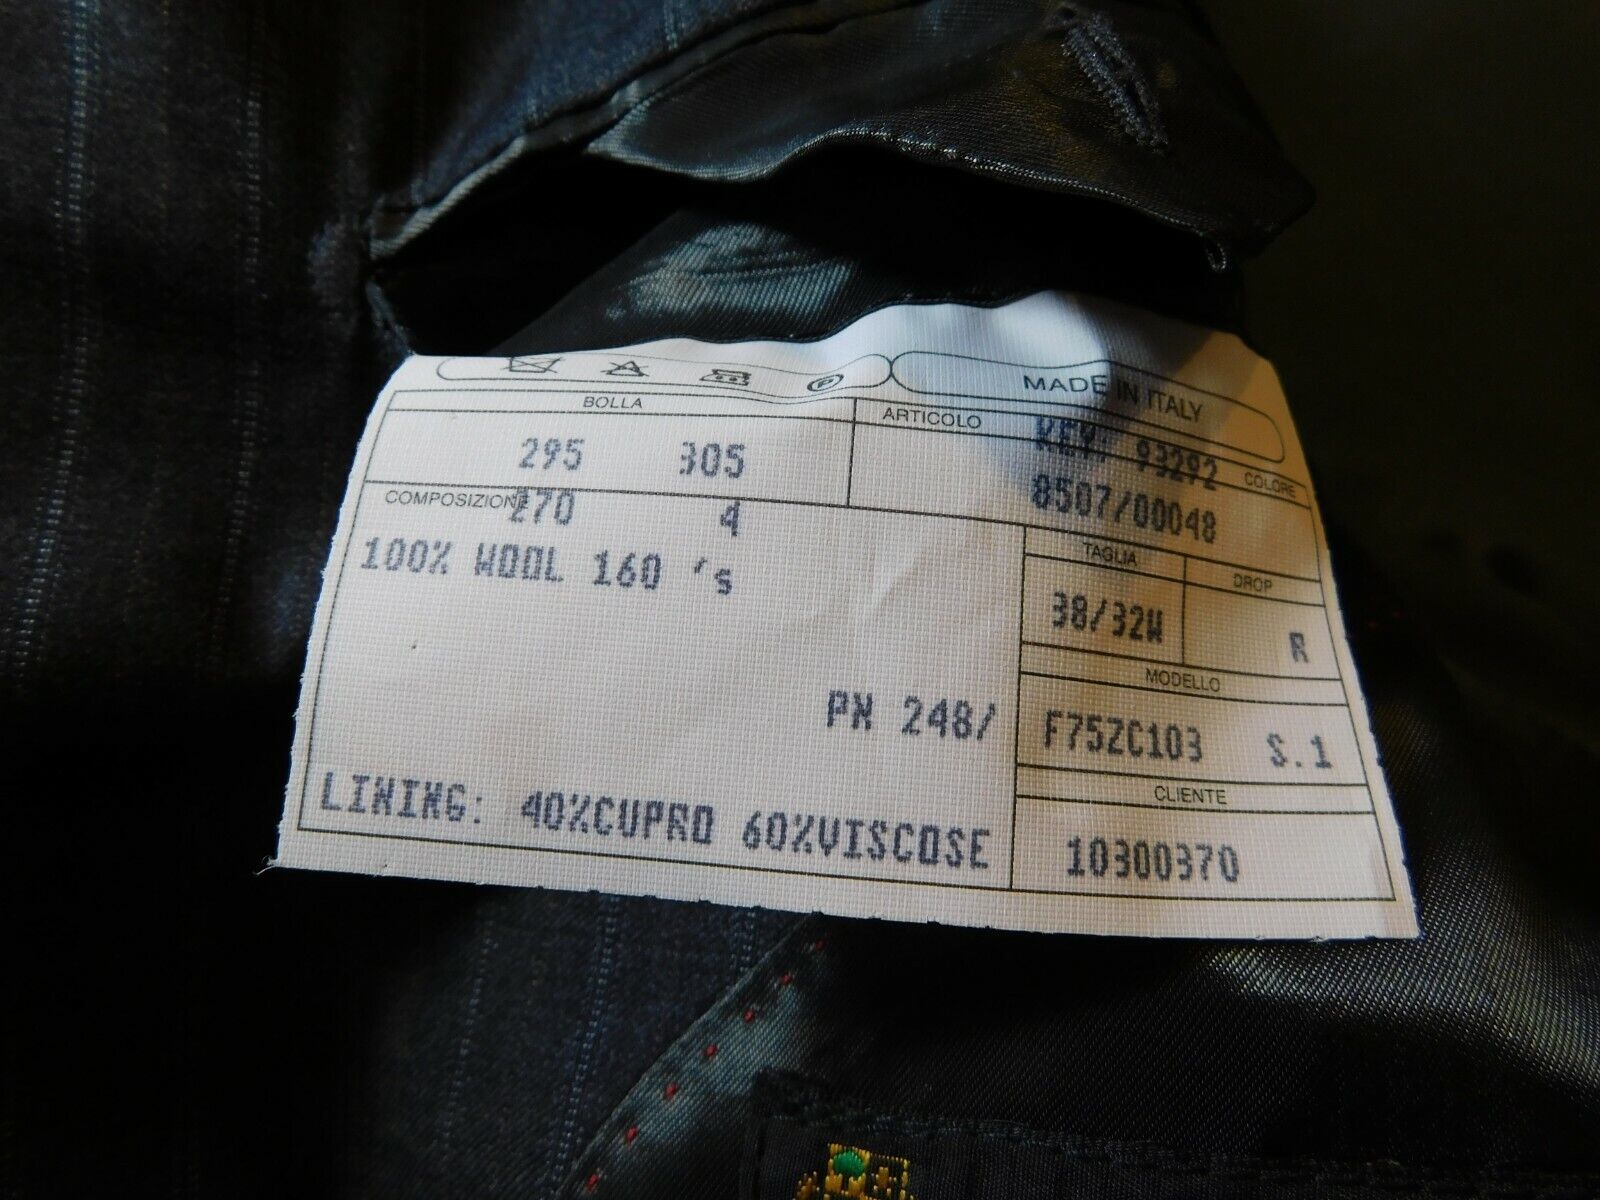 P MADE IN ITALY
BOLLA ARTICOLO KEY 93292
295 305 COLORE
8507/00048
COMPOSIZIONE 270 4
TAGLIA DROP
100% WOOL 160 's
38/32W R
MODELLO
PN 248/ F75ZC103 S.1
CLIENTE
LINING: 40%CUPRO 60%VISCOSE
10300370